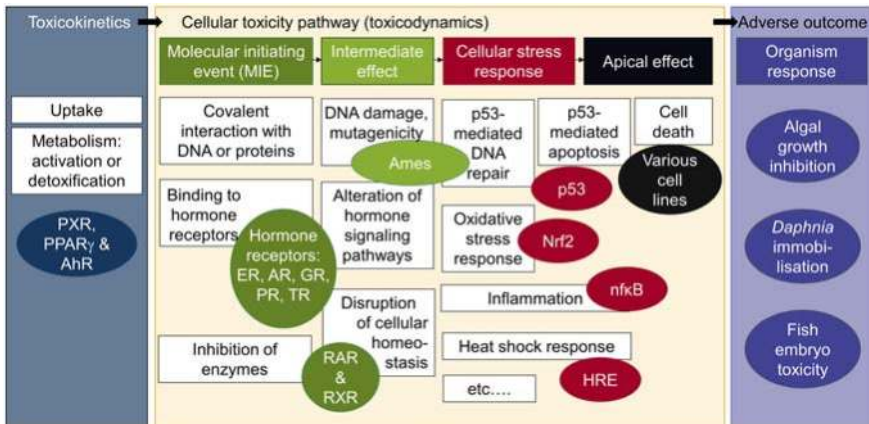 Toxicokinetics
Cellular toxicity pathway (toxicodynamics)
Adverse outcome
Molecular initiating
event (MIE)
Intermediate
effect
Cellular stress
response
Apical effect
Organism
response
Uptake
Metabolism:
activation or
detoxification
PXR,
PPARγ &
AhR
Covalent
interaction with
DNA or proteins
Binding to
hormone
receptors
Hormone
receptors:
ER, AR, GR,
PR, TR
Inhibition of
enzymes
DNA damage,
mutagenicity
Ames
Alteration of
hormone
signaling
pathways
Disruption
of cellular
homeo-
stasis
RAR
&
RXR
p53-
mediated
DNA
repair
p53-
mediated
apoptosis
p53
Oxidative
stress
response
Nrf2
Inflammation
nfκB
Heat shock response
HRE
etc....
Cell
death
Various
cell
lines
Algal
growth
inhibition
Daphnia
immobi-
lisation
Fish
embryo
toxicity